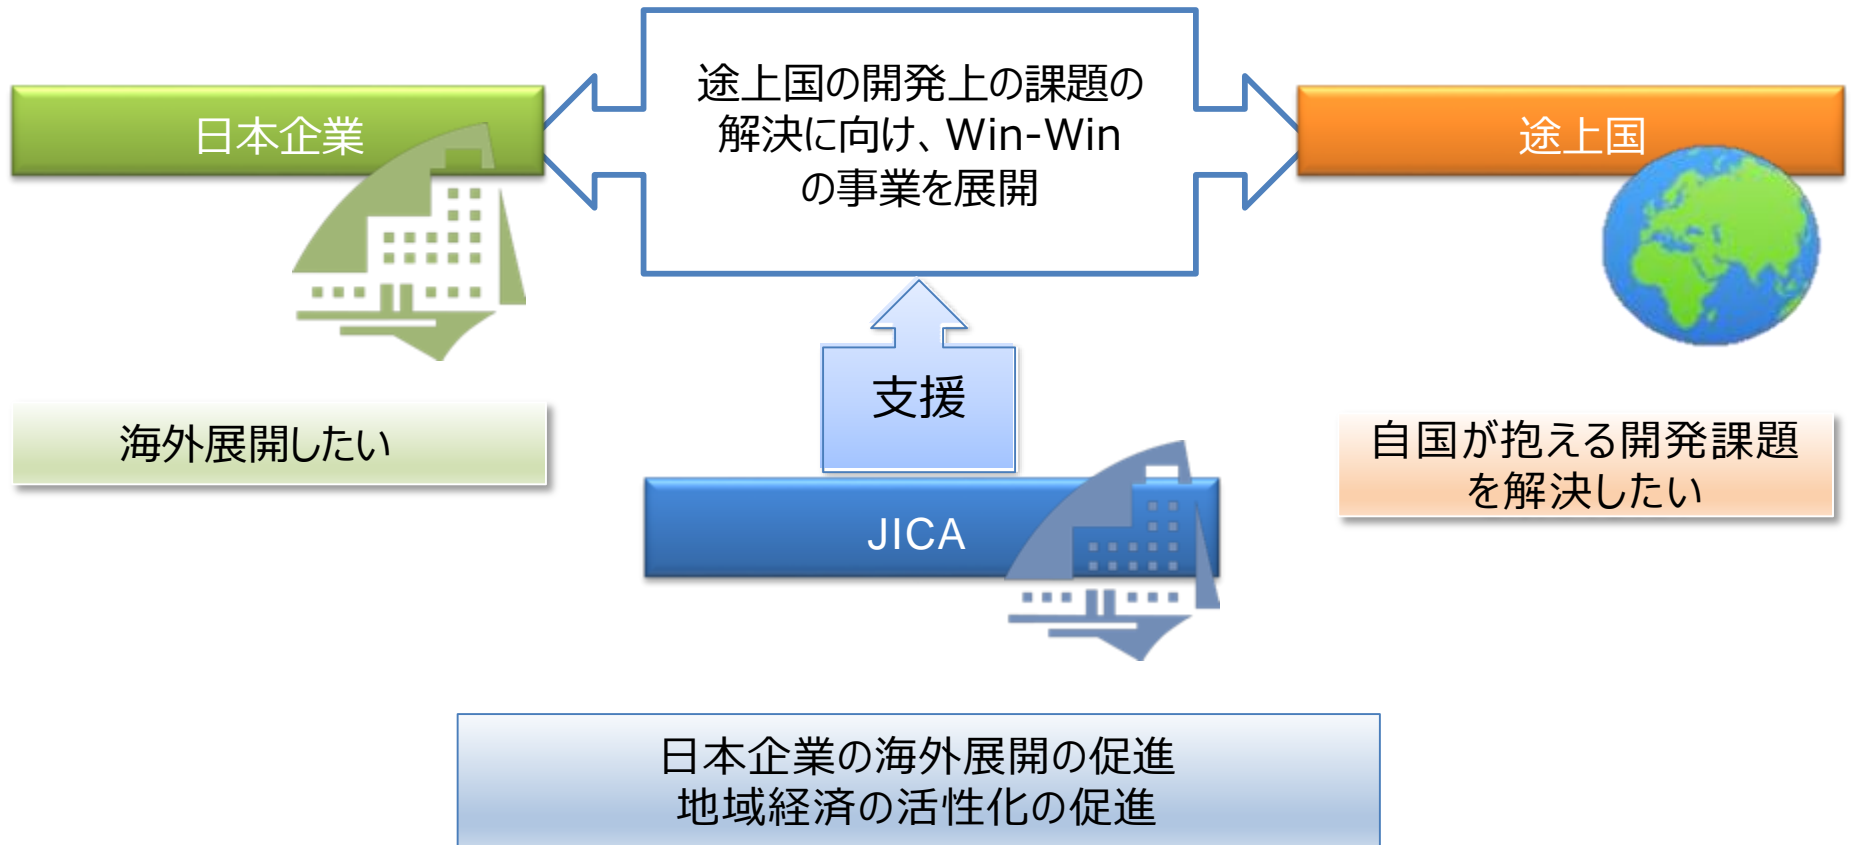 途上国の開発上の課題の
解決に向け、Win-Win
の事業を展開
日本企業
途上国
支援
海外展開したい
自国が抱える開発課題
を解決したい
JICA
日本企業の海外展開の促進
地域経済の活性化の促進